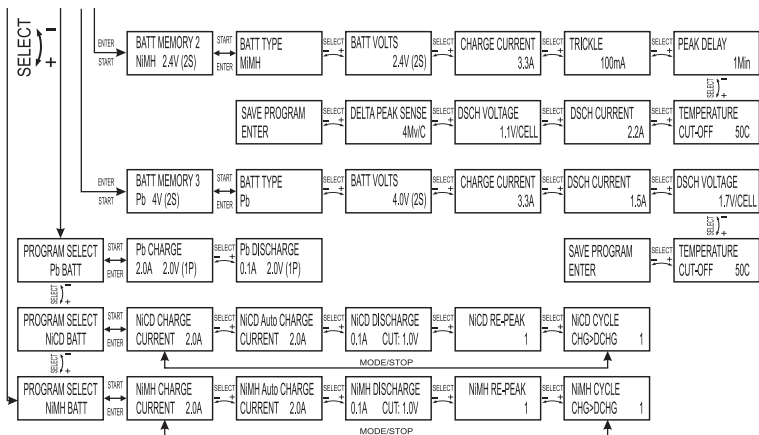 SELECT - +
ENTER
START
BATT MEMORY 2
NiMH 2.4V (2S)
START
ENTER
BATT TYPE
MiMH
SELECT - +
BATT VOLTS
2.4V (2S)
SELECT - +
CHARGE CURRENT
3.3A
SELECT - +
TRICKLE
100mA
SELECT - +
PEAK DELAY
1Min
SELECT - +
SAVE PROGRAM
ENTER
SELECT - +
DELTA PEAK SENSE
4Mv/C
SELECT - +
DSCH VOLTAGE
1.1V/CELL
SELECT - +
DSCH CURRENT
2.2A
SELECT - +
TEMPERATURE
CUT-OFF 50C
ENTER
START
BATT MEMORY 3
Pb 4V (2S)
START
ENTER
BATT TYPE
Pb
SELECT - +
BATT VOLTS
4.0V (2S)
SELECT - +
CHARGE CURRENT
3.3A
SELECT - +
DSCH CURRENT
1.5A
SELECT - +
DSCH VOLTAGE
1.7V/CELL
SELECT - +
SAVE PROGRAM
ENTER
SELECT - +
TEMPERATURE
CUT-OFF 50C
PROGRAM SELECT
Pb BATT
START
ENTER
Pb CHARGE
2.0A 2.0V (1P)
SELECT - +
Pb DISCHARGE
0.1A 2.0V (1P)
SELECT - +
PROGRAM SELECT
NiCD BATT
START
ENTER
NiCD CHARGE
CURRENT 2.0A
SELECT - +
NiCD Auto CHARGE
CURRENT 2.0A
SELECT - +
NiCD DISCHARGE
0.1A CUT: 1.0V
SELECT - +
NiCD RE-PEAK
1
SELECT - +
NiCD CYCLE
CHG>DCHG 1
MODE/STOP
SELECT - +
PROGRAM SELECT
NiMH BATT
START
ENTER
NiMH CHARGE
CURRENT 2.0A
SELECT - +
NiMH Auto CHARGE
CURRENT 2.0A
SELECT - +
NiMH DISCHARGE
0.1A CUT: 1.0V
SELECT - +
NiMH RE-PEAK
1
SELECT - +
NiMH CYCLE
CHG>DCHG 1
MODE/STOP